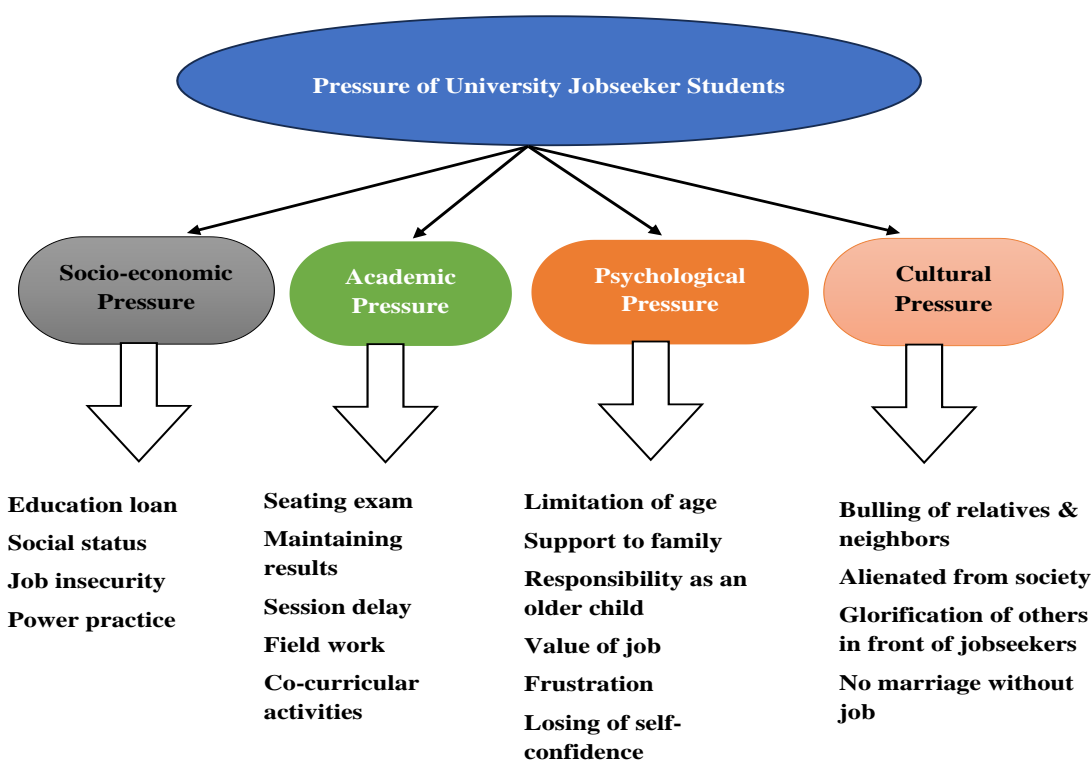 Pressure of University Jobseeker Students
Socio-economic
Pressure
Academic
Pressure
Psychological
Pressure
Cultural
Pressure
Education loan
Social status
Job insecurity
Power practice
Seating exam
Maintaining
results
Session delay
Field work
Co-curricular
activities
Limitation of age
Support to family
Responsibility as an
older child
Value of job
Frustration
Losing of self-
confidence
Bulling of relatives &
neighbors
Alienated from society
Glorification of others
in front of jobseekers
No marriage without
job